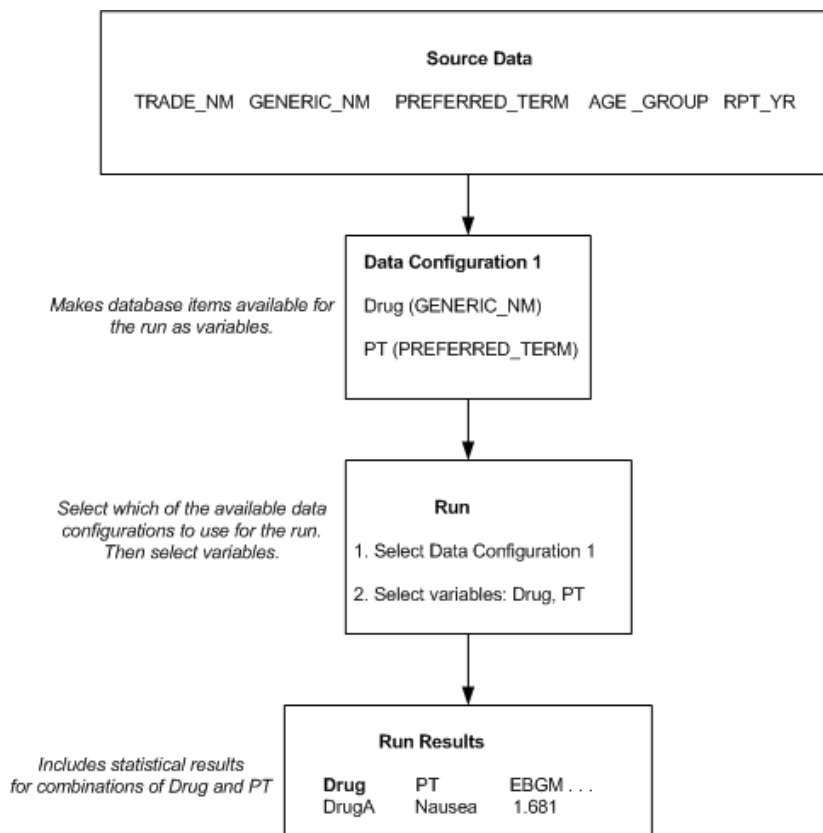 Source Data
TRADE_NM GENERIC_NM PREFERRED_TERM AGE _GROUP RPT_YR
Data Configuration 1
Drug (GENERIC_NM)
PT (PREFERRED_TERM)
Makes database items available for
the run as variables.
Run
1. Select Data Configuration 1
2. Select variables: Drug, PT
Select which of the available data
configurations to use for the run.
Then select variables.
Run Results
Drug PT EBGM . . .
DrugA Nausea 1.681
Includes statistical results
for combinations of Drug and PT